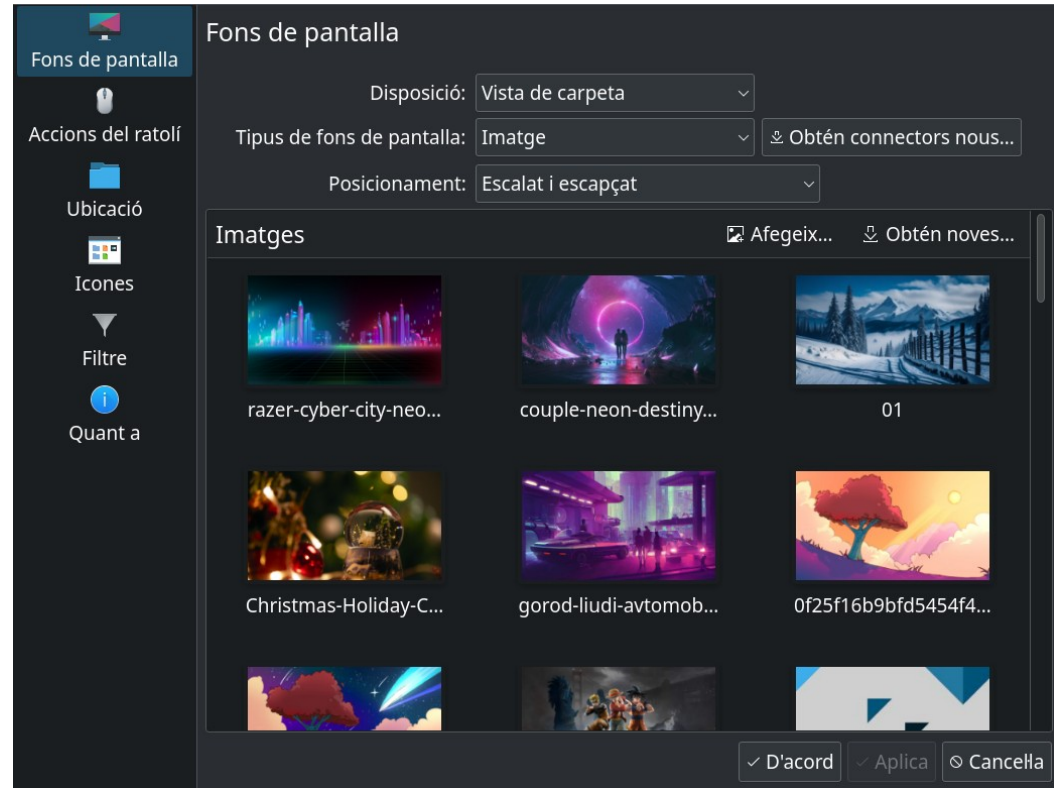 Fons de pantalla
Accions del ratolí
Ubicació
Icones
Filtre
Quant a
Fons de pantalla
Disposició: Vista de carpeta
Tipus de fons de pantalla: Imatge Obtén connectors nous...
Posicionament: Escalat i escapçat
Imatges Afegeix... Obtén noves...
razer-cyber-city-neo... couple-neon-destiny... 01
Christmas-Holiday-C... gorod-liudi-avtomob... 0f25f16b9bfd5454f4...
D'acord Aplica Canceŀla